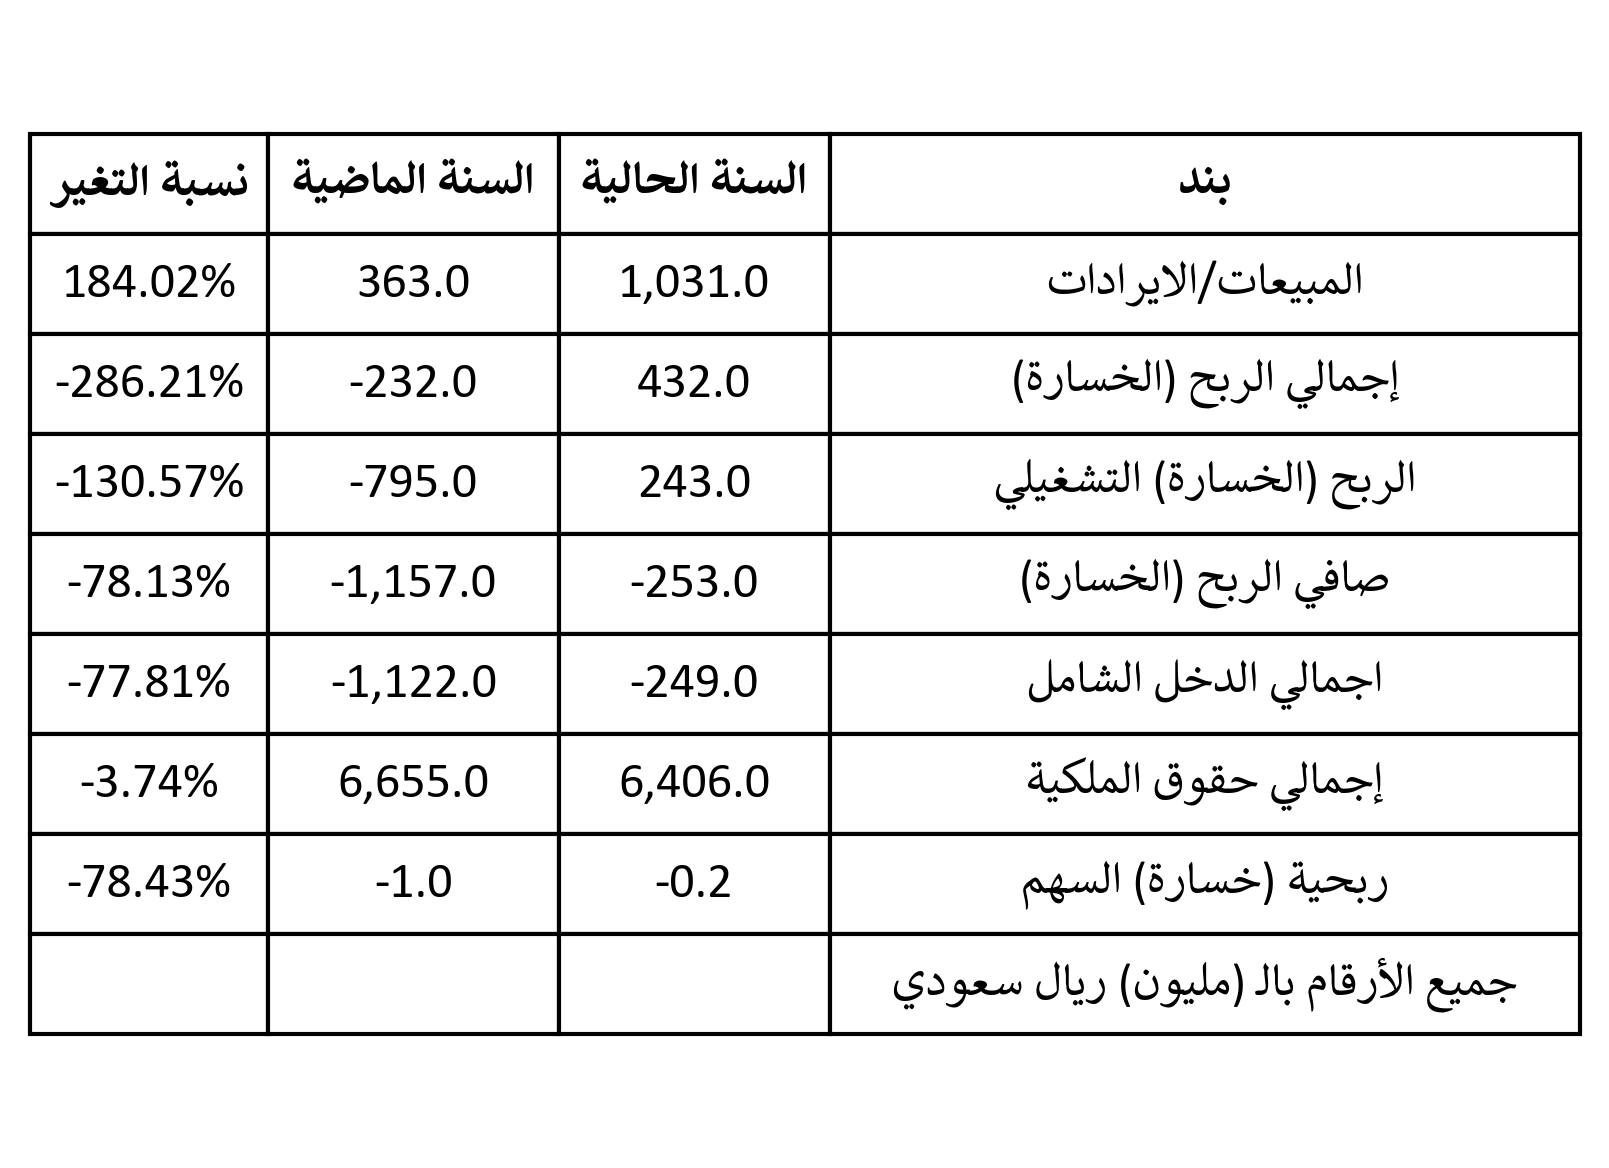 بند السنة الحالية السنة الماضية نسبة التغير
المبيعات/الايرادات 1,031.0 363.0 184.02%
إجمالي الربح (الخسارة) 432.0 -232.0 -286.21%
الربح (الخسارة) التشغيلي 243.0 -795.0 -130.57%
صافي الربح (الخسارة) -253.0 -1,157.0 -78.13%
اجمالي الدخل الشامل -249.0 -1,122.0 -77.81%
إجمالي حقوق الملكية 6,406.0 6,655.0 -3.74%
ربحية (خسارة) السهم -0.2 -1.0 -78.43%
جميع الأرقام بالـ (مليون) ريال سعودي